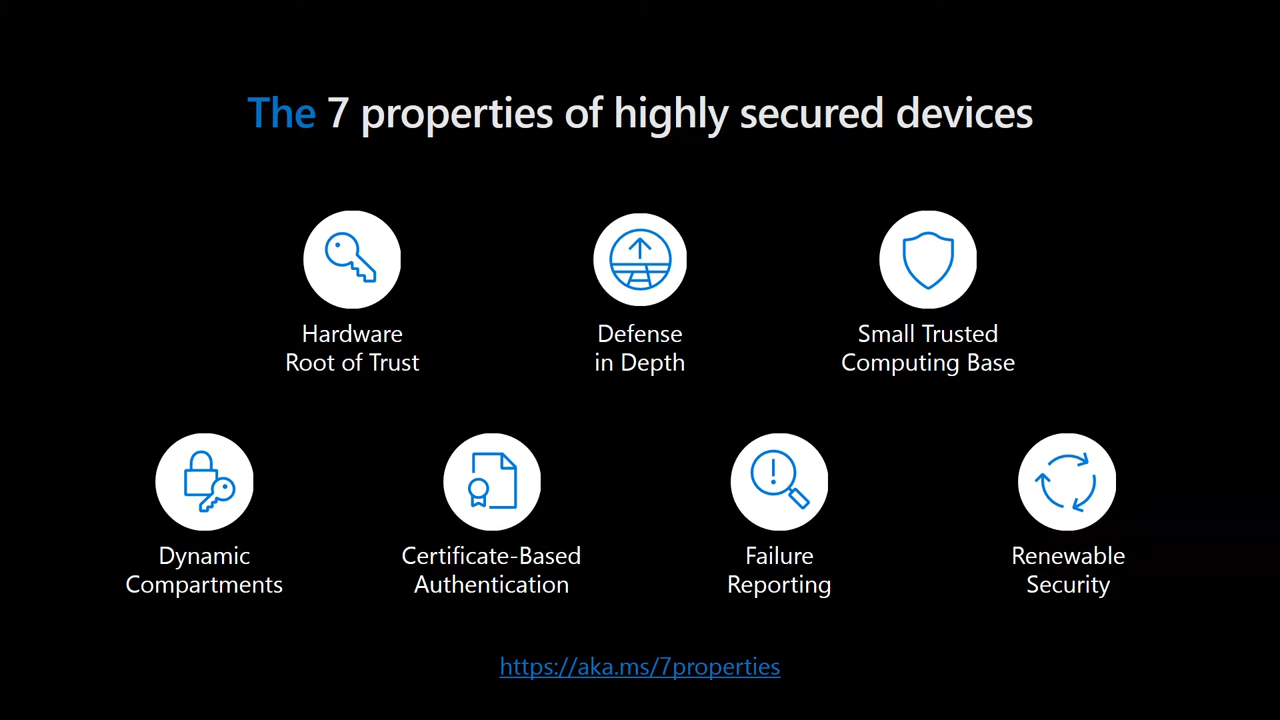 The 7 properties of highly secured devices
Hardware
Root of Trust
Defense
in Depth
Small Trusted
Computing Base
Dynamic
Compartments
Certificate-Based
Authentication
Failure
Reporting
Renewable
Security
https://aka.ms/7properties